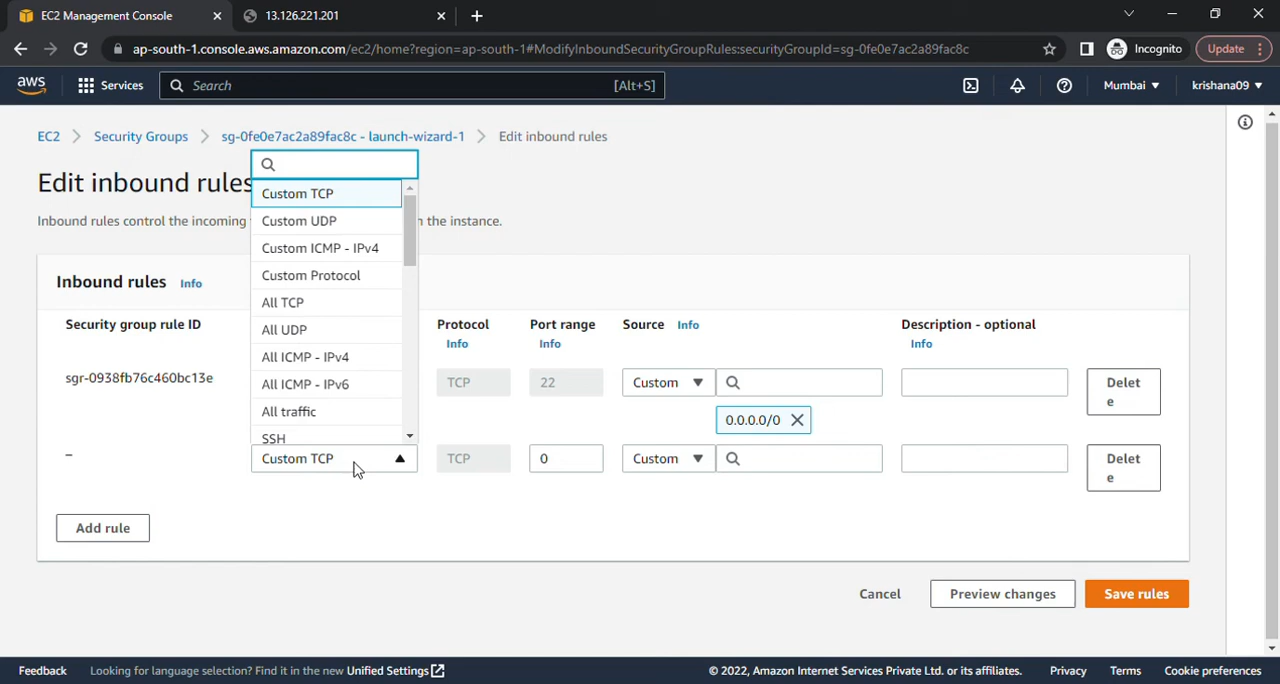 EC2 Management Console
13.126.221.201
ap-south-1.console.aws.amazon.com/ec2/home?region=ap-south-1#ModifyInboundSecurityGroupRules:securityGroupId=sg-0fe0e7ac2a89fac8c
Incognito
Update
aws
Services
Search
[Alt+S]
Mumbai
krishana09
EC2
Security Groups
sg-0fe0e7ac2a89fac8c - launch-wizard-1
Edit inbound rules
Edit inbound rules
Inbound rules control the incoming
the instance.
Custom TCP
Custom UDP
Custom ICMP - IPv4
Custom Protocol
All TCP
All UDP
All ICMP - IPv4
All ICMP - IPv6
All traffic
SSH
Inbound rules Info
Security group rule ID
Protocol
Info
Port range
Info
Source Info
Description - optional
Info
sgr-0938fb76c460bc13e
TCP
22
Custom
Delet
e
0.0.0.0/0
–
Custom TCP
TCP
0
Custom
Delet
e
Add rule
Cancel
Preview changes
Save rules
Feedback
Looking for language selection? Find it in the new Unified Settings
© 2022, Amazon Internet Services Private Ltd. or its affiliates.
Privacy
Terms
Cookie preferences